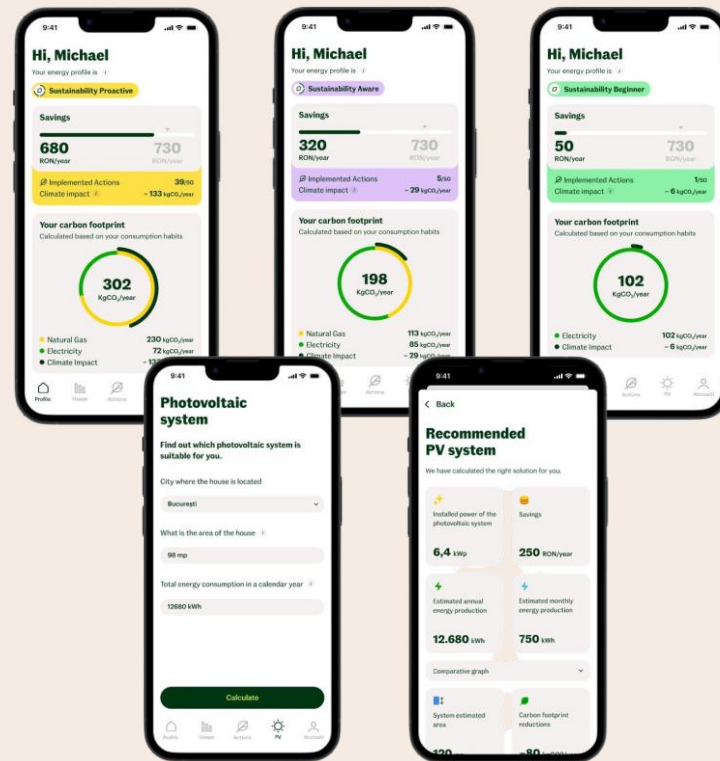 9:41
Hi, Michael
Your energy profile is i
Sustainability Proactive
Savings
680
730
RON/year
RON/year
Implemented Actions 39/50
Climate impact i - 133 kgCO₂/year
Your carbon footprint
Calculated based on your consumption habits
302
KgCO₂/year
Natural Gas 230 kgCO₂/year
Electricity 72 kgCO₂/year
Climate Impact
Profile
Usage
Actions
9:41
Hi, Michael
Your energy profile is i
Sustainability Aware
Savings
320
730
RON/year
RON/year
Implemented Actions 5/50
Climate impact i - 29 kgCO₂/year
Your carbon footprint
Calculated based on your consumption habits
198
KgCO₂/year
Natural Gas 113 kgCO₂/year
Electricity 85 kgCO₂/year
Climate Impact - 29 kgCO₂/year
Actions
9:41
Hi, Michael
Your energy profile is i
Sustainability Beginner
Savings
50
730
RON/year
RON/year
Implemented Actions 1/50
Climate impact i - 6 kgCO₂/year
Your carbon footprint
Calculated based on your consumption habits
102
KgCO₂/year
Electricity 102 kgCO₂/year
Climate Impact - 6 kgCO₂/year
Actions
PV
Account
9:41
Photovoltaic
system
Find out which photovoltaic system is
suitable for you.
City where the house is located
București
What is the area of the house i
98 mp
Total energy consumption in a calendar year i
12680 kWh
Calculate
Profile
Usage
Actions
PV
Account
9:41
Back
Recommended
PV system
We have calculated the right solution for you.
Installed power of the
photovoltaic system
6,4 kWp
Savings
250 RON/year
Estimated annual
energy production
12.680 kWh
Estimated monthly
energy production
750 kWh
Comparative graph
System estimated
area
120
Carbon footprint
reductions
-80 kgCO₂/year